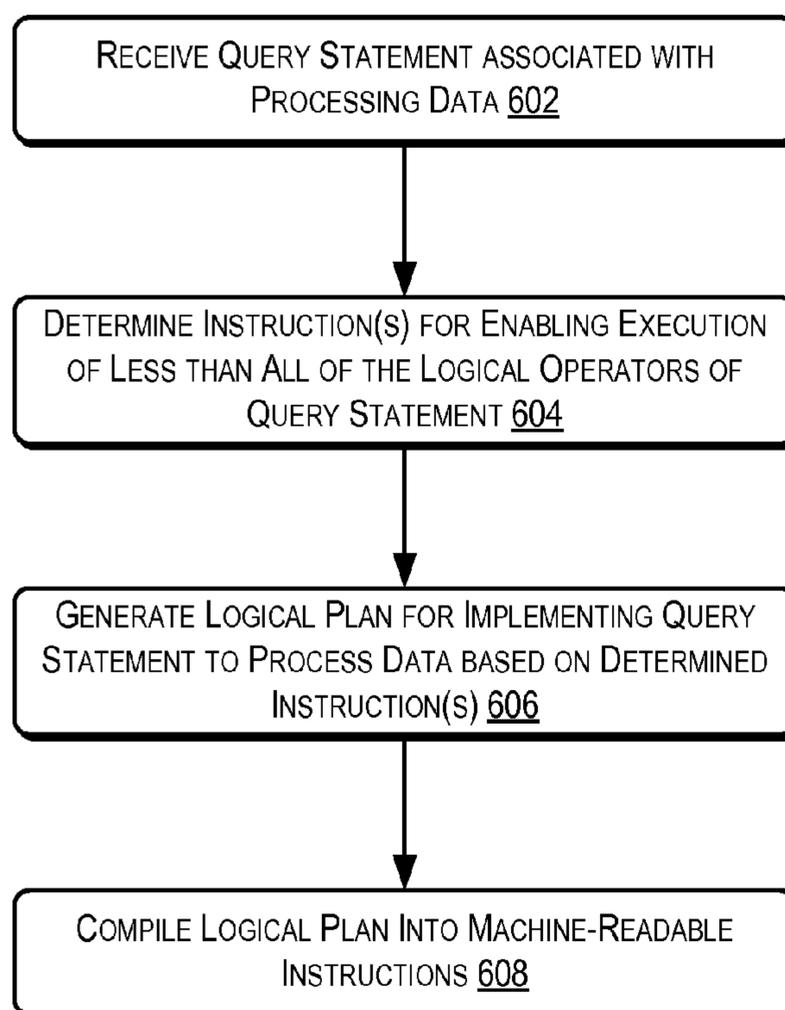 RECEIVE QUERY STATEMENT ASSOCIATED WITH
PROCESSING DATA 602
DETERMINE INSTRUCTION(S) FOR ENABLING EXECUTION
OF LESS THAN ALL OF THE LOGICAL OPERATORS OF
QUERY STATEMENT 604
GENERATE LOGICAL PLAN FOR IMPLEMENTING QUERY
STATEMENT TO PROCESS DATA BASED ON DETERMINED
INSTRUCTION(S) 606
COMPILE LOGICAL PLAN INTO MACHINE-READABLE
INSTRUCTIONS 608